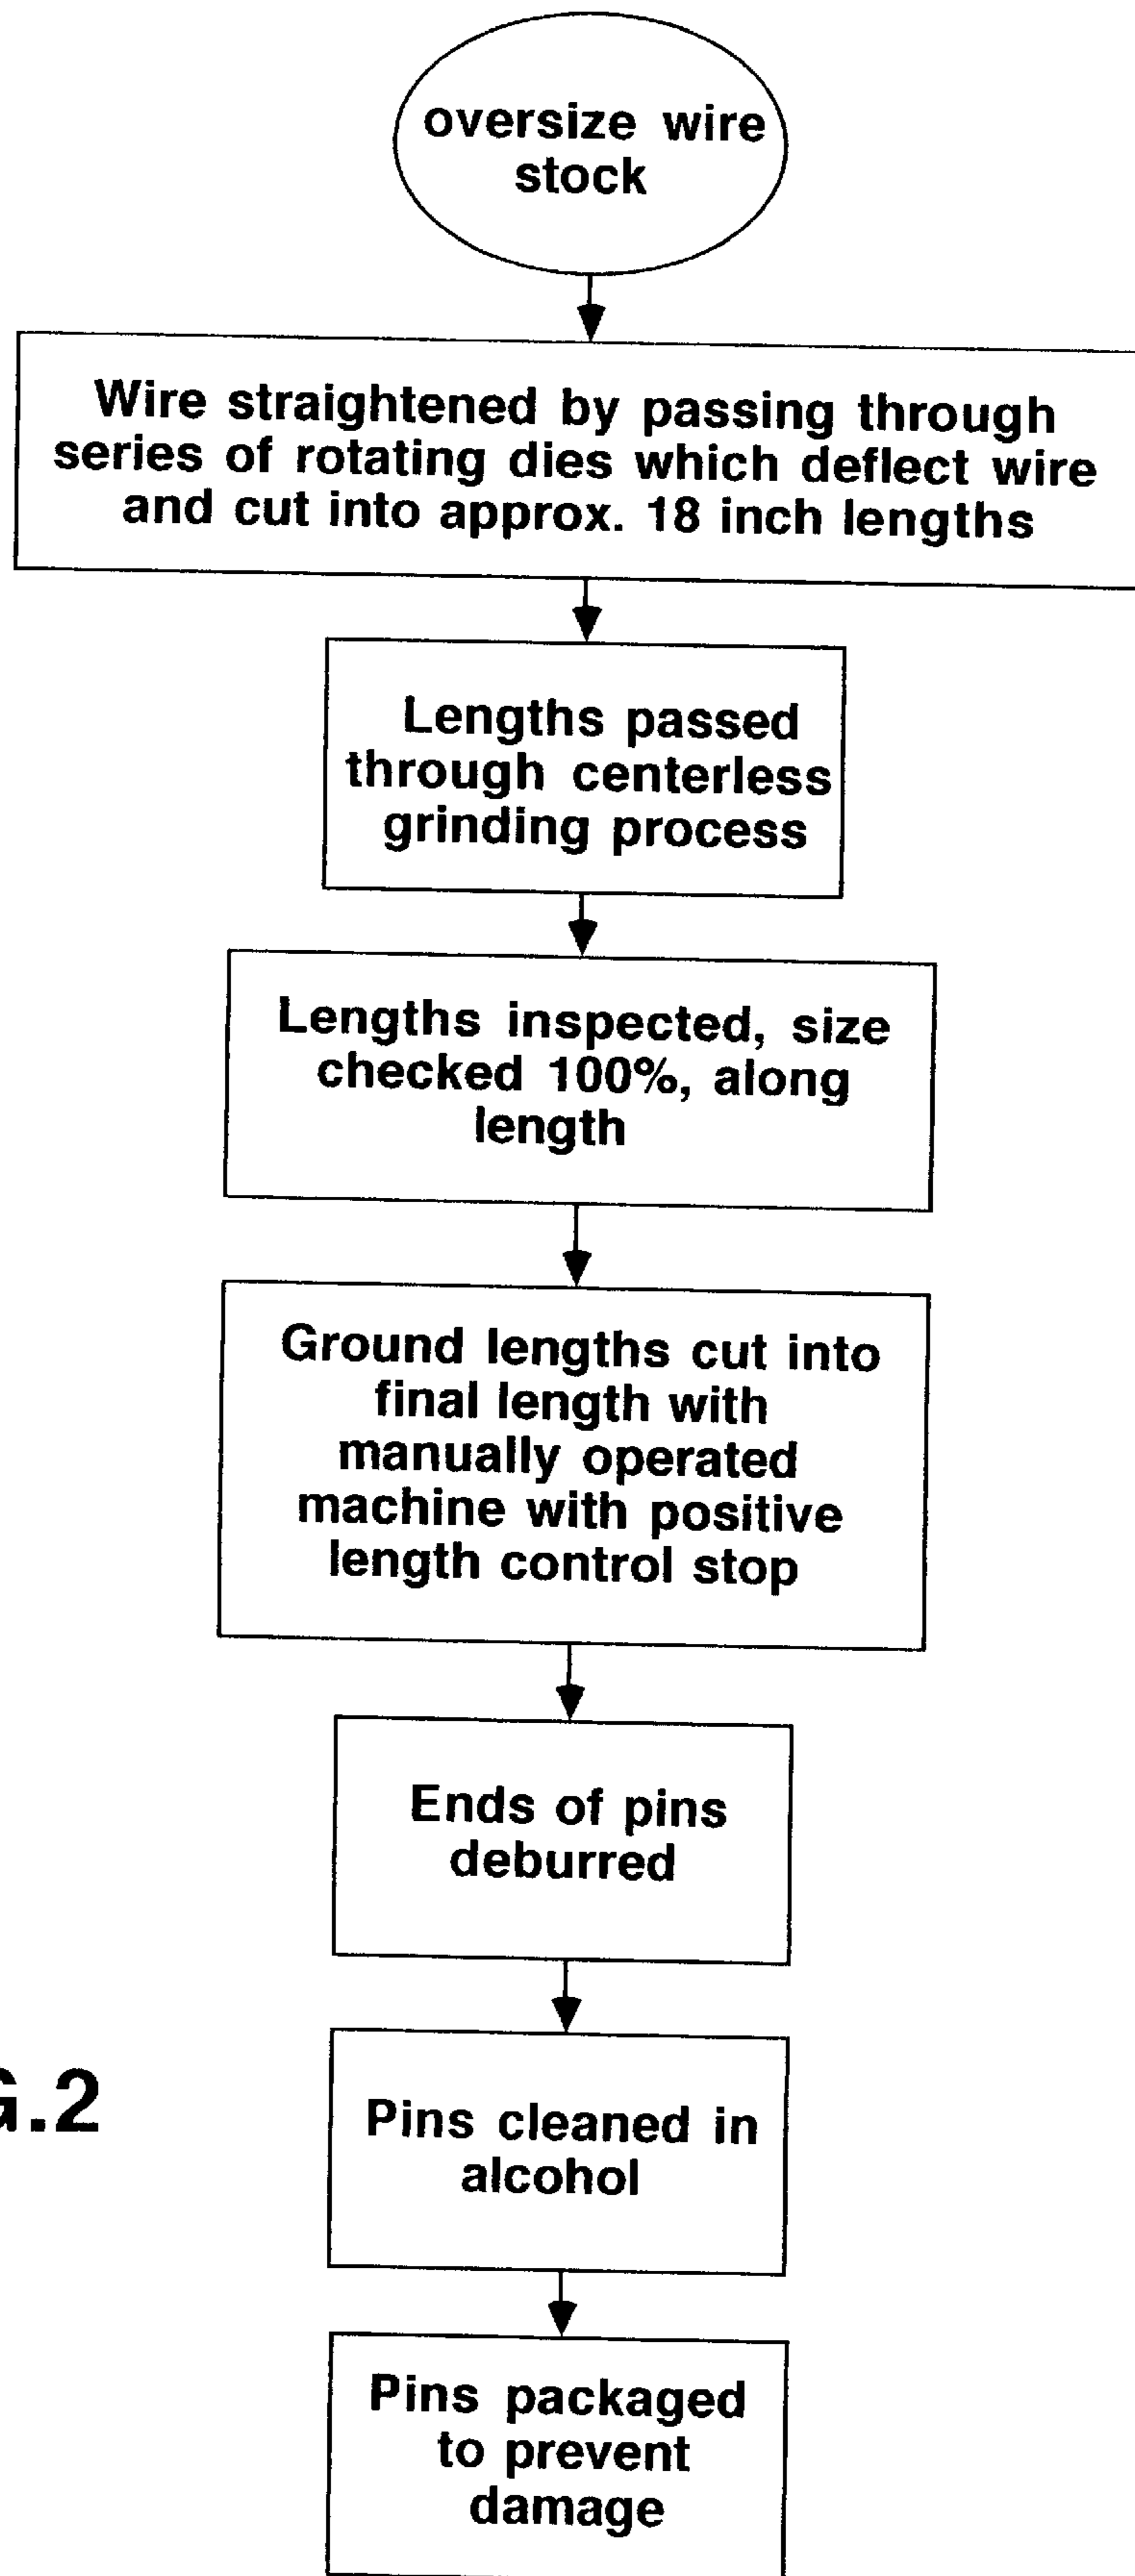 oversize wire
stock
Wire straightened by passing through
series of rotating dies which deflect wire
and cut into approx. 18 inch lengths
Lengths passed
through centerless
grinding process
Lengths inspected, size
checked 100%, along
length
Ground lengths cut into
final length with
manually operated
machine with positive
length control stop
Ends of pins
deburred
G.2
Pins cleaned in
alcohol
Pins packaged
to prevent
damage